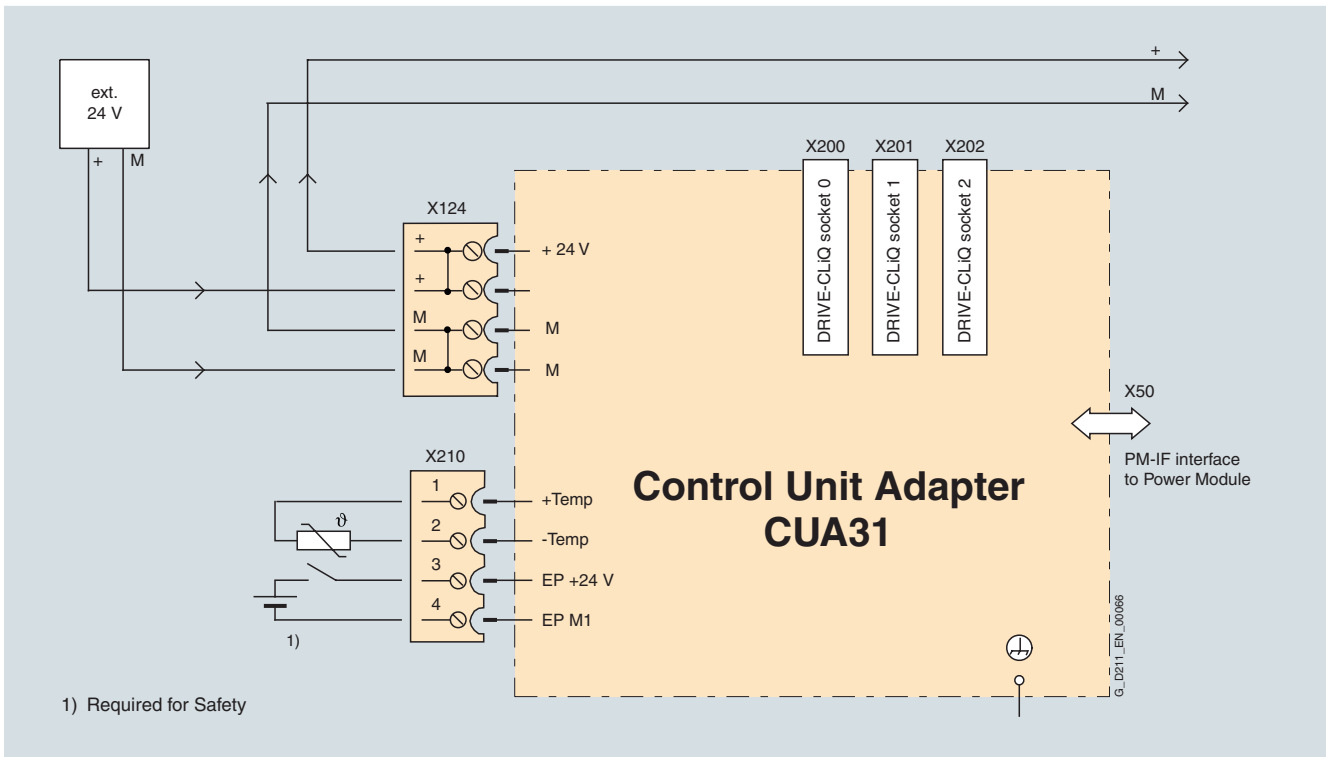 +
M
ext.
24 V
+ M
X200 X201 X202
DRIVE-CLiQ socket 0
DRIVE-CLiQ socket 1
DRIVE-CLiQ socket 2
X124
+
+ 24 V
+
M
M
M
M
X50
PM-IF interface
to Power Module
Control Unit Adapter
CUA31
X210
1
+Temp
ϑ
2
-Temp
3
EP +24 V
4
EP M1
1)
G_D211_EN_00066
1) Required for Safety